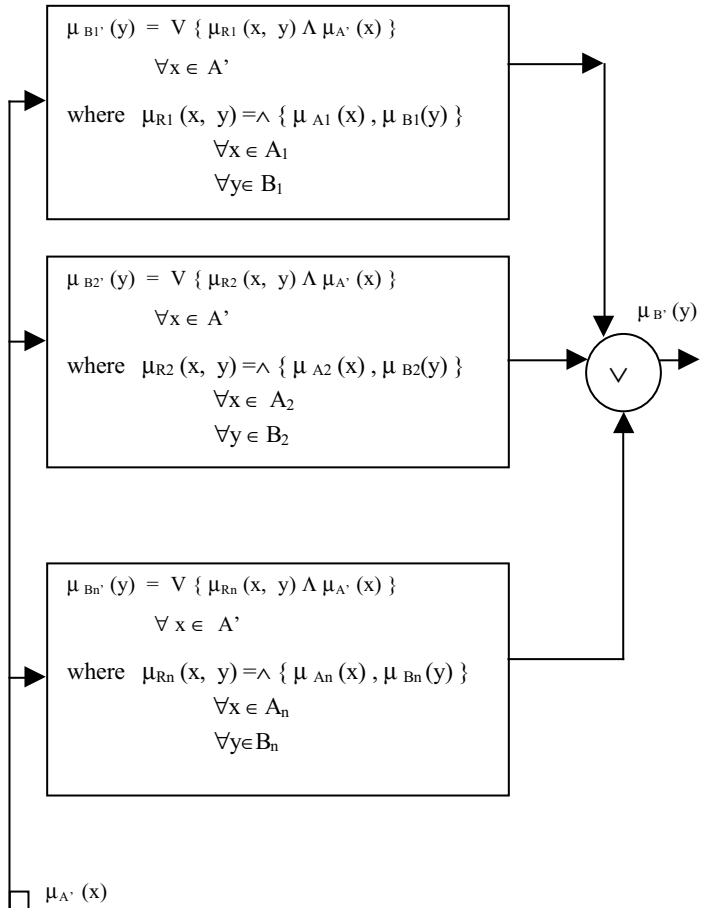 μ B1’ (y) = V { μR1 (x, y) Λ μA’ (x) }
∀x ∈ A’
where μR1 (x, y) =∧ { μ A1 (x) , μ B1(y) }
∀x ∈ A1
∀y∈ B1
μ B2’ (y) = V { μR2 (x, y) Λ μA’ (x) }
∀x ∈ A’
where μR2 (x, y) =∧ { μ A2 (x) , μ B2(y) }
∀x ∈ A2
∀y ∈ B2
μ B’ (y)
∨
μ Bn’ (y) = V { μRn (x, y) Λ μA’ (x) }
∀ x ∈ A’
where μRn (x, y) =∧ { μ An (x) , μ Bn (y) }
∀x ∈ An
∀y∈Bn
μA’ (x)